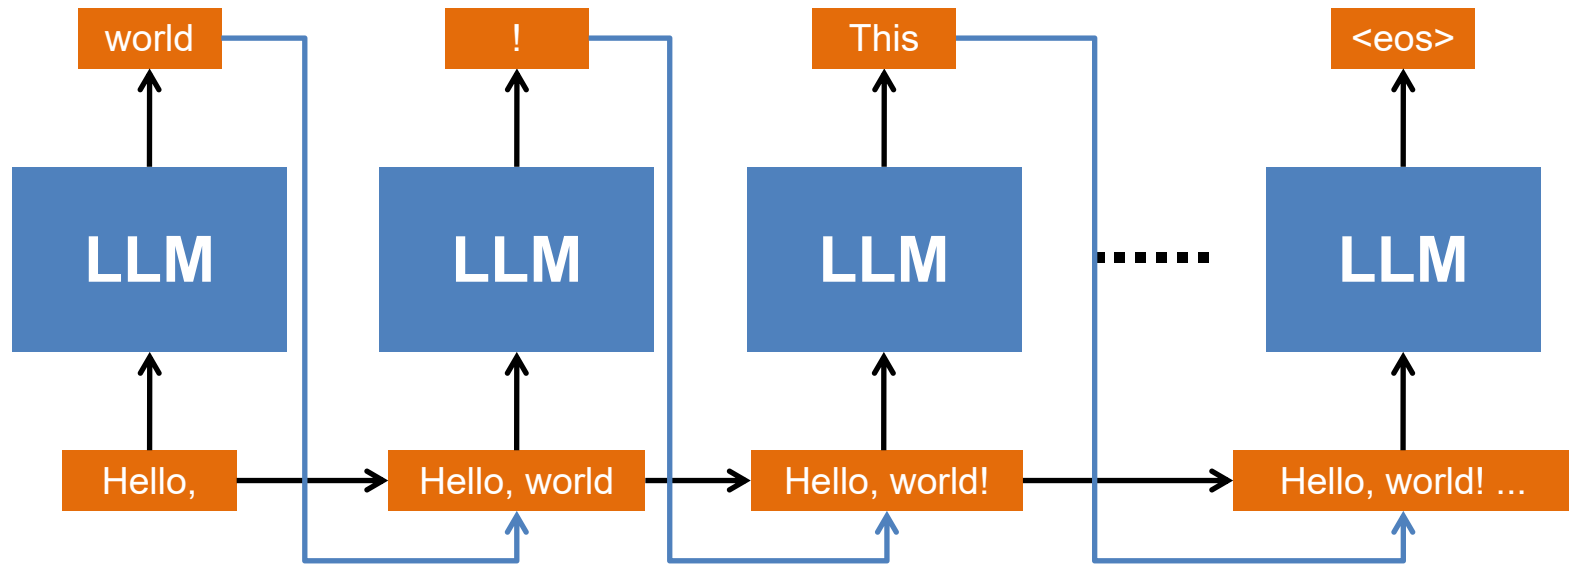 world
!
This
<eos>
LLM
LLM
LLM
LLM
Hello,
Hello, world
Hello, world!
Hello, world! ...